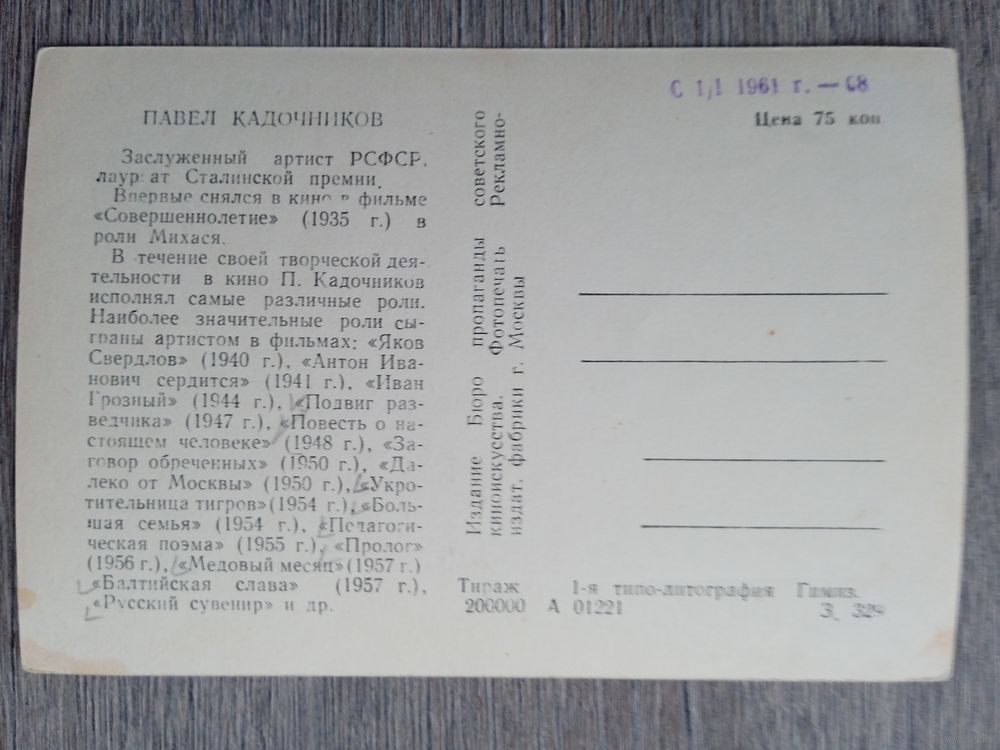 ПАВЕЛ КАДОЧНИКОВ
Заслуженный артист РСФСР,
лауреат Сталинской премии.
Впервые снялся в кино в фильме
«Совершеннолетие» (1935 г.) в
роли Михася.
В течение своей творческой дея-
тельности в кино П. Кадочников
исполнял самые различные роли.
Наиболее значительные роли сы-
граны артистом в фильмах: «Яков
Свердлов» (1940 г.), «Антон Ива-
нович сердится» (1941 г.), «Иван
Грозный» (1944 г.), «Подвиг раз-
ведчика» (1947 г.), «Повесть о на-
стоящем человеке» (1948 г.), «За-
говор обреченных» (1950 г.), «Да-
леко от Москвы» (1950 г.), «Укро-
тительница тигров» (1954 г.), «Боль-
шая семья» (1954 г.), «Педагоги-
ческая поэма» (1955 г.), «Пролог»
(1956 г.), «Медовый месяц» (1957 г.)
«Балтийская слава» (1957 г.),
«Русский сувенир» и др.
Издание Бюро пропаганды советского
киноискусства. Фотопечать Рекламно-
издат. фабрики г. Москвы
С 1/1 1961 г. — 68
Цена 75 коп
Тираж
200000
1-я типо-литография Гимиз.
А 01221
З. 329